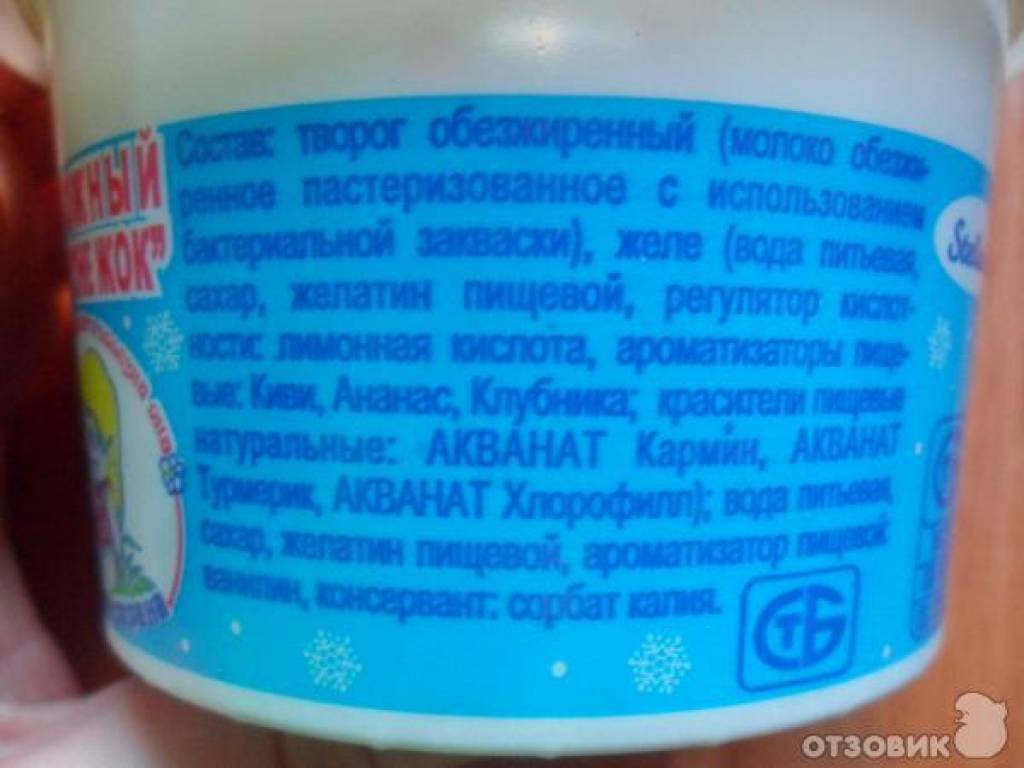 Состав: творог обезжиренный (молоко обезжи-
ренное пастеризованное с использованием
бактериальной закваски), желе (вода питьевая,
сахар, желатин пищевой, регулятор кислот-
ности: лимонная кислота, ароматизаторы пище-
вые: Киви, Ананас, Клубника; красители пищевые
натуральные: АКВАНАТ Кармин, АКВАНАТ
Турмерик, АКВАНАТ Хлорофилл); вода питьевая,
сахар, желатин пищевой, ароматизатор пищевой:
ванилин, консервант: сорбат калия.
ЖНЫЙ
ЖОК"
СТБ
ОТЗОВИК